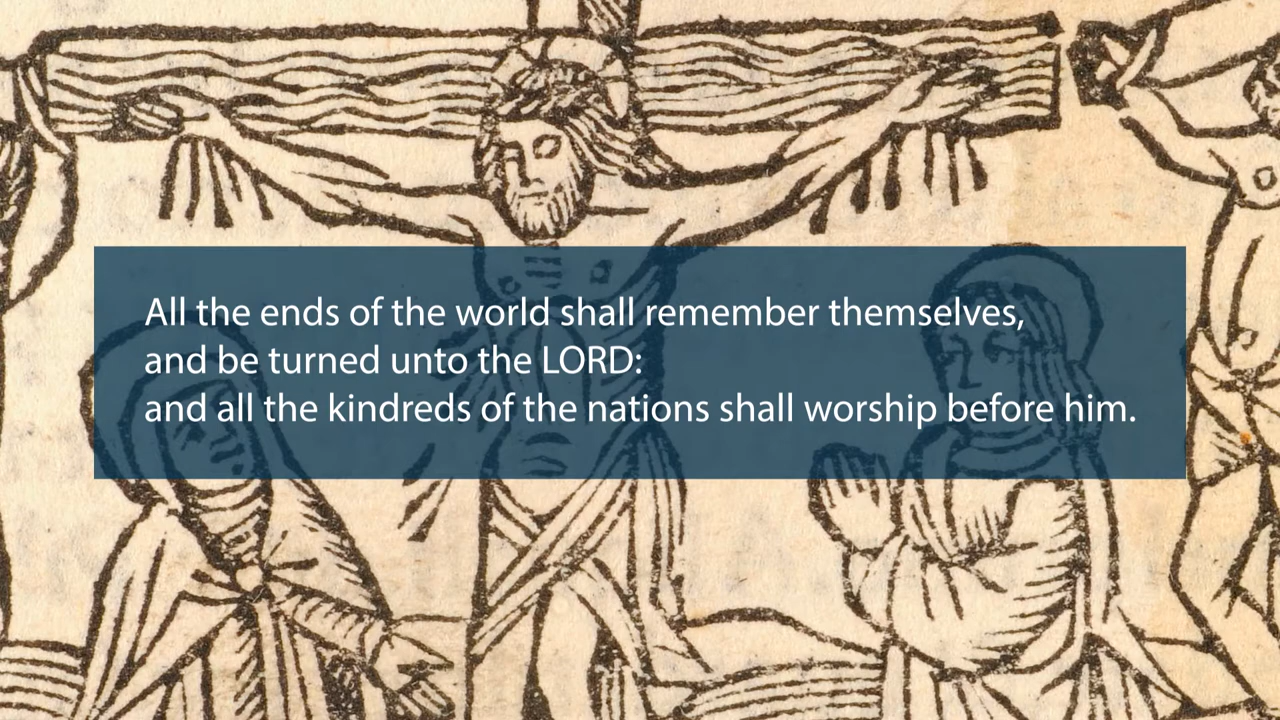 All the ends of the world shall remember themselves,
and be turned unto the LORD:
and all the kindreds of the nations shall worship before him.